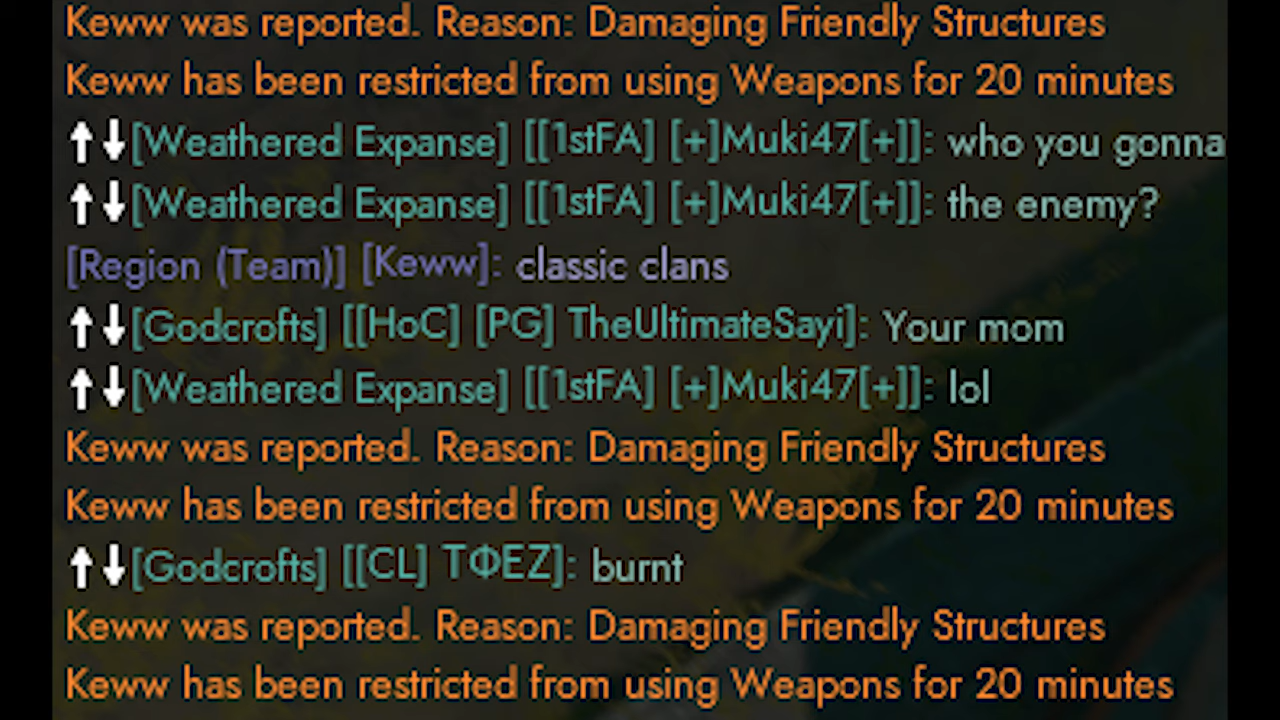 Keww was reported. Reason: Damaging Friendly Structures
Keww has been restricted from using Weapons for 20 minutes
↑↓[Weathered Expanse] [[1stFA] [+]Muki47[+]]: who you gonna
↑↓[Weathered Expanse] [[1stFA] [+]Muki47[+]]: the enemy?
[Region (Team)] [Keww]: classic clans
↑↓[Godcrofts] [[HoC] [PG] TheUltimateSayi]: Your mom
↑↓[Weathered Expanse] [[1stFA] [+]Muki47[+]]: lol
Keww was reported. Reason: Damaging Friendly Structures
Keww has been restricted from using Weapons for 20 minutes
↑↓[Godcrofts] [[CL] TΦEZ]: burnt
Keww was reported. Reason: Damaging Friendly Structures
Keww has been restricted from using Weapons for 20 minutes